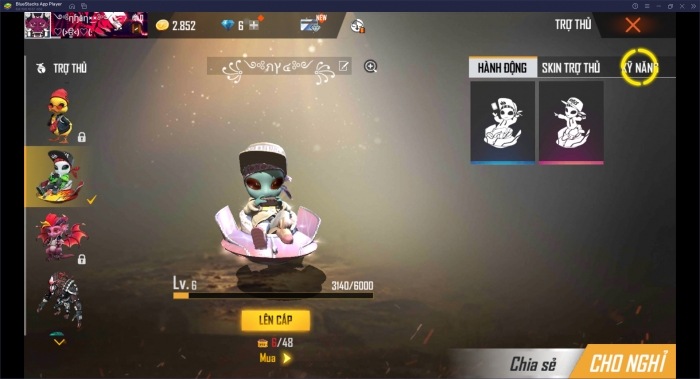 BlueStacks App Player
2.852
6
NEW
TRỢ THỦ
TRỢ THỦ
HÀNH ĐỘNG
SKIN TRỢ THỦ
KỸ NĂNG
Lv. 6
3140/6000
LÊN CẤP
6/48
Mua
Chia sẻ
CHO NGHỈ